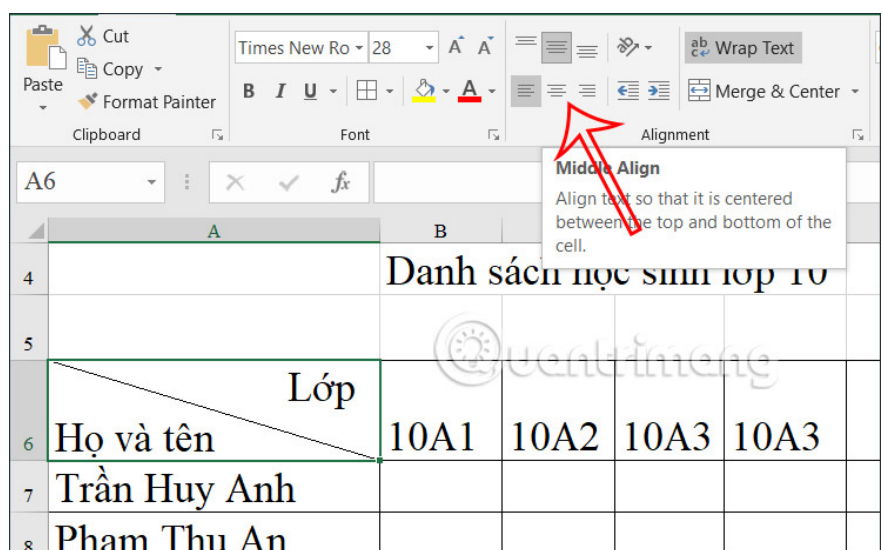 Cut
Copy
Paste
Format Painter
Clipboard
Times New Ro 28 A A
B I U A
Font
ab c Wrap Text
Merge & Center
Alignment
A6 fx
Middle Align
Align text so that it is centered
between the top and bottom of the
cell.
A B
4 Danh sách học sinh lớp 10
5
Quantrimang
Lớp
6 Họ và tên 10A1 10A2 10A3 10A3
7 Trần Huy Anh
8 Phạm Thu An